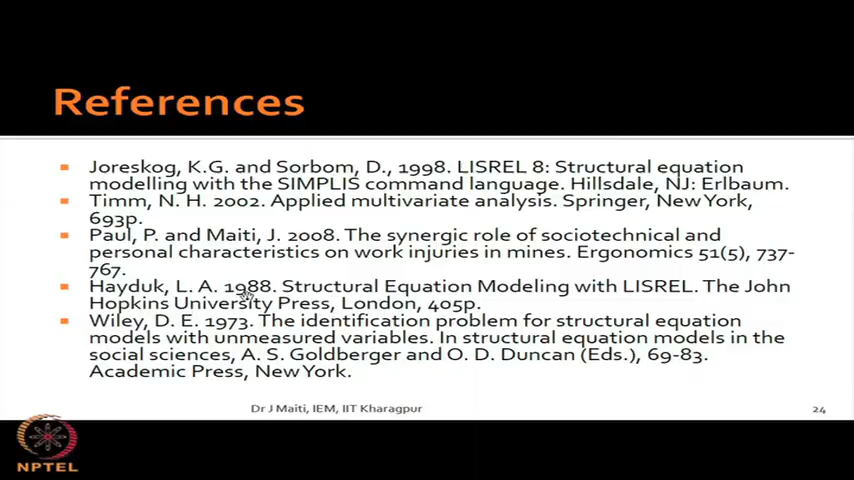 References
Joreskog, K.G. and Sorbom, D., 1998. LISREL 8: Structural equation
modelling with the SIMPLIS command language. Hillsdale, NJ: Erlbaum.
Timm, N. H. 2002. Applied multivariate analysis. Springer, New York,
693p.
Paul, P. and Maiti, J. 2008. The synergic role of sociotechnical and
personal characteristics on work injuries in mines. Ergonomics 51(5), 737-
767.
Hayduk, L. A. 1988. Structural Equation Modeling with LISREL. The John
Hopkins University Press, London, 405p.
Wiley, D. E. 1973. The identification problem for structural equation
models with unmeasured variables. In structural equation models in the
social sciences, A. S. Goldberger and O. D. Duncan (Eds.), 69-83.
Academic Press, New York.
Dr J Maiti, IEM, IIT Kharagpur
24
NPTEL